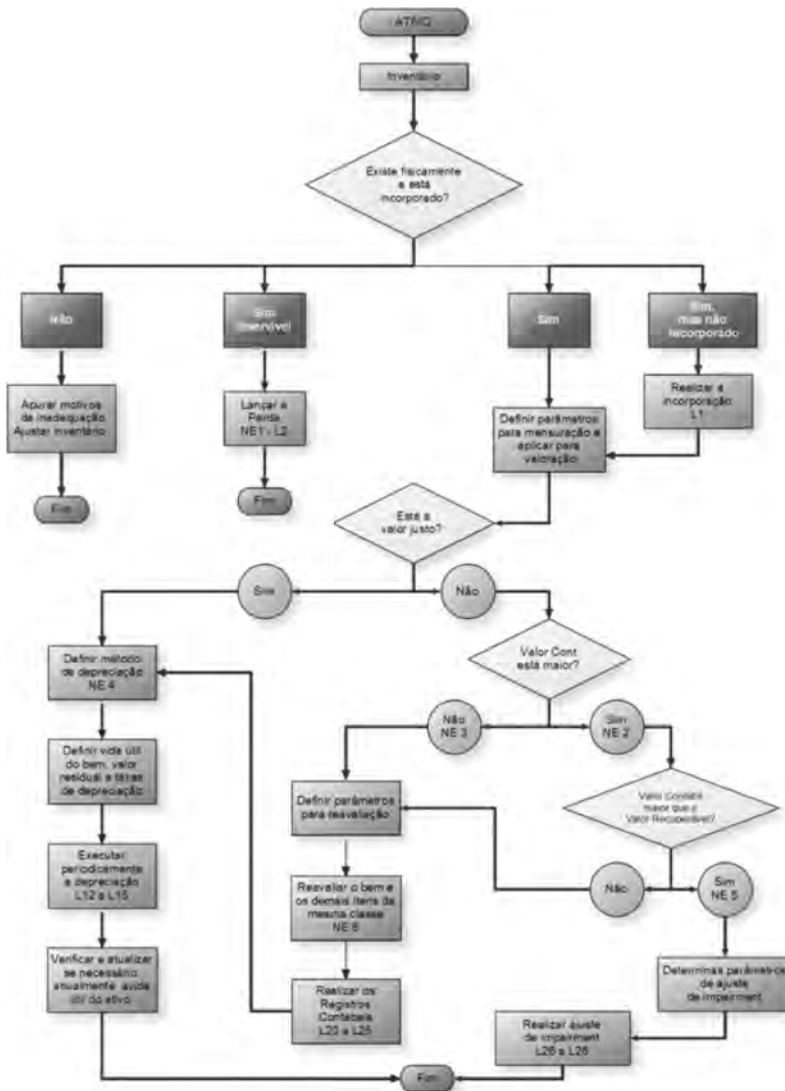 ATIVO
Inventário
Existe fisicamente
e está
incorporado?
Não
Sim
Inservível
Sim
Sim,
mas não
Incorporado
Apurar motivos
da inadequação
Ajustar inventário
Lançar a
Perda
NE1 - L2
Definir parâmetros
para mensuração e
aplicar para
valoração
Realizar a
incorporação
L1
Fim
Fim
Está a
valor justo?
Sim
Não
Definir método
de depreciação
NE 4
Valor Cont
está maior?
Não
NE 3
Sim
NE 2
Definir vida útil
do bem, valor
residual e taxas
de depreciação
Definir parâmetros
para reavaliação
Valor Contábil
maior que o
Valor Recuperável?
Executar
periodicamente
a depreciação
L12 a L15
Reavaliar o bem e
os demais itens da
mesma classe
NE 6
Não
Sim
NE 5
Verificar e atualizar
se necessário,
anualmente
útil do ativo
Realizar os
Registros
Contábeis
L20 a L25
Determinas parâmetros
de ajuste
de impairment
Realizar ajuste
de impairment
L26 a L28
Fim